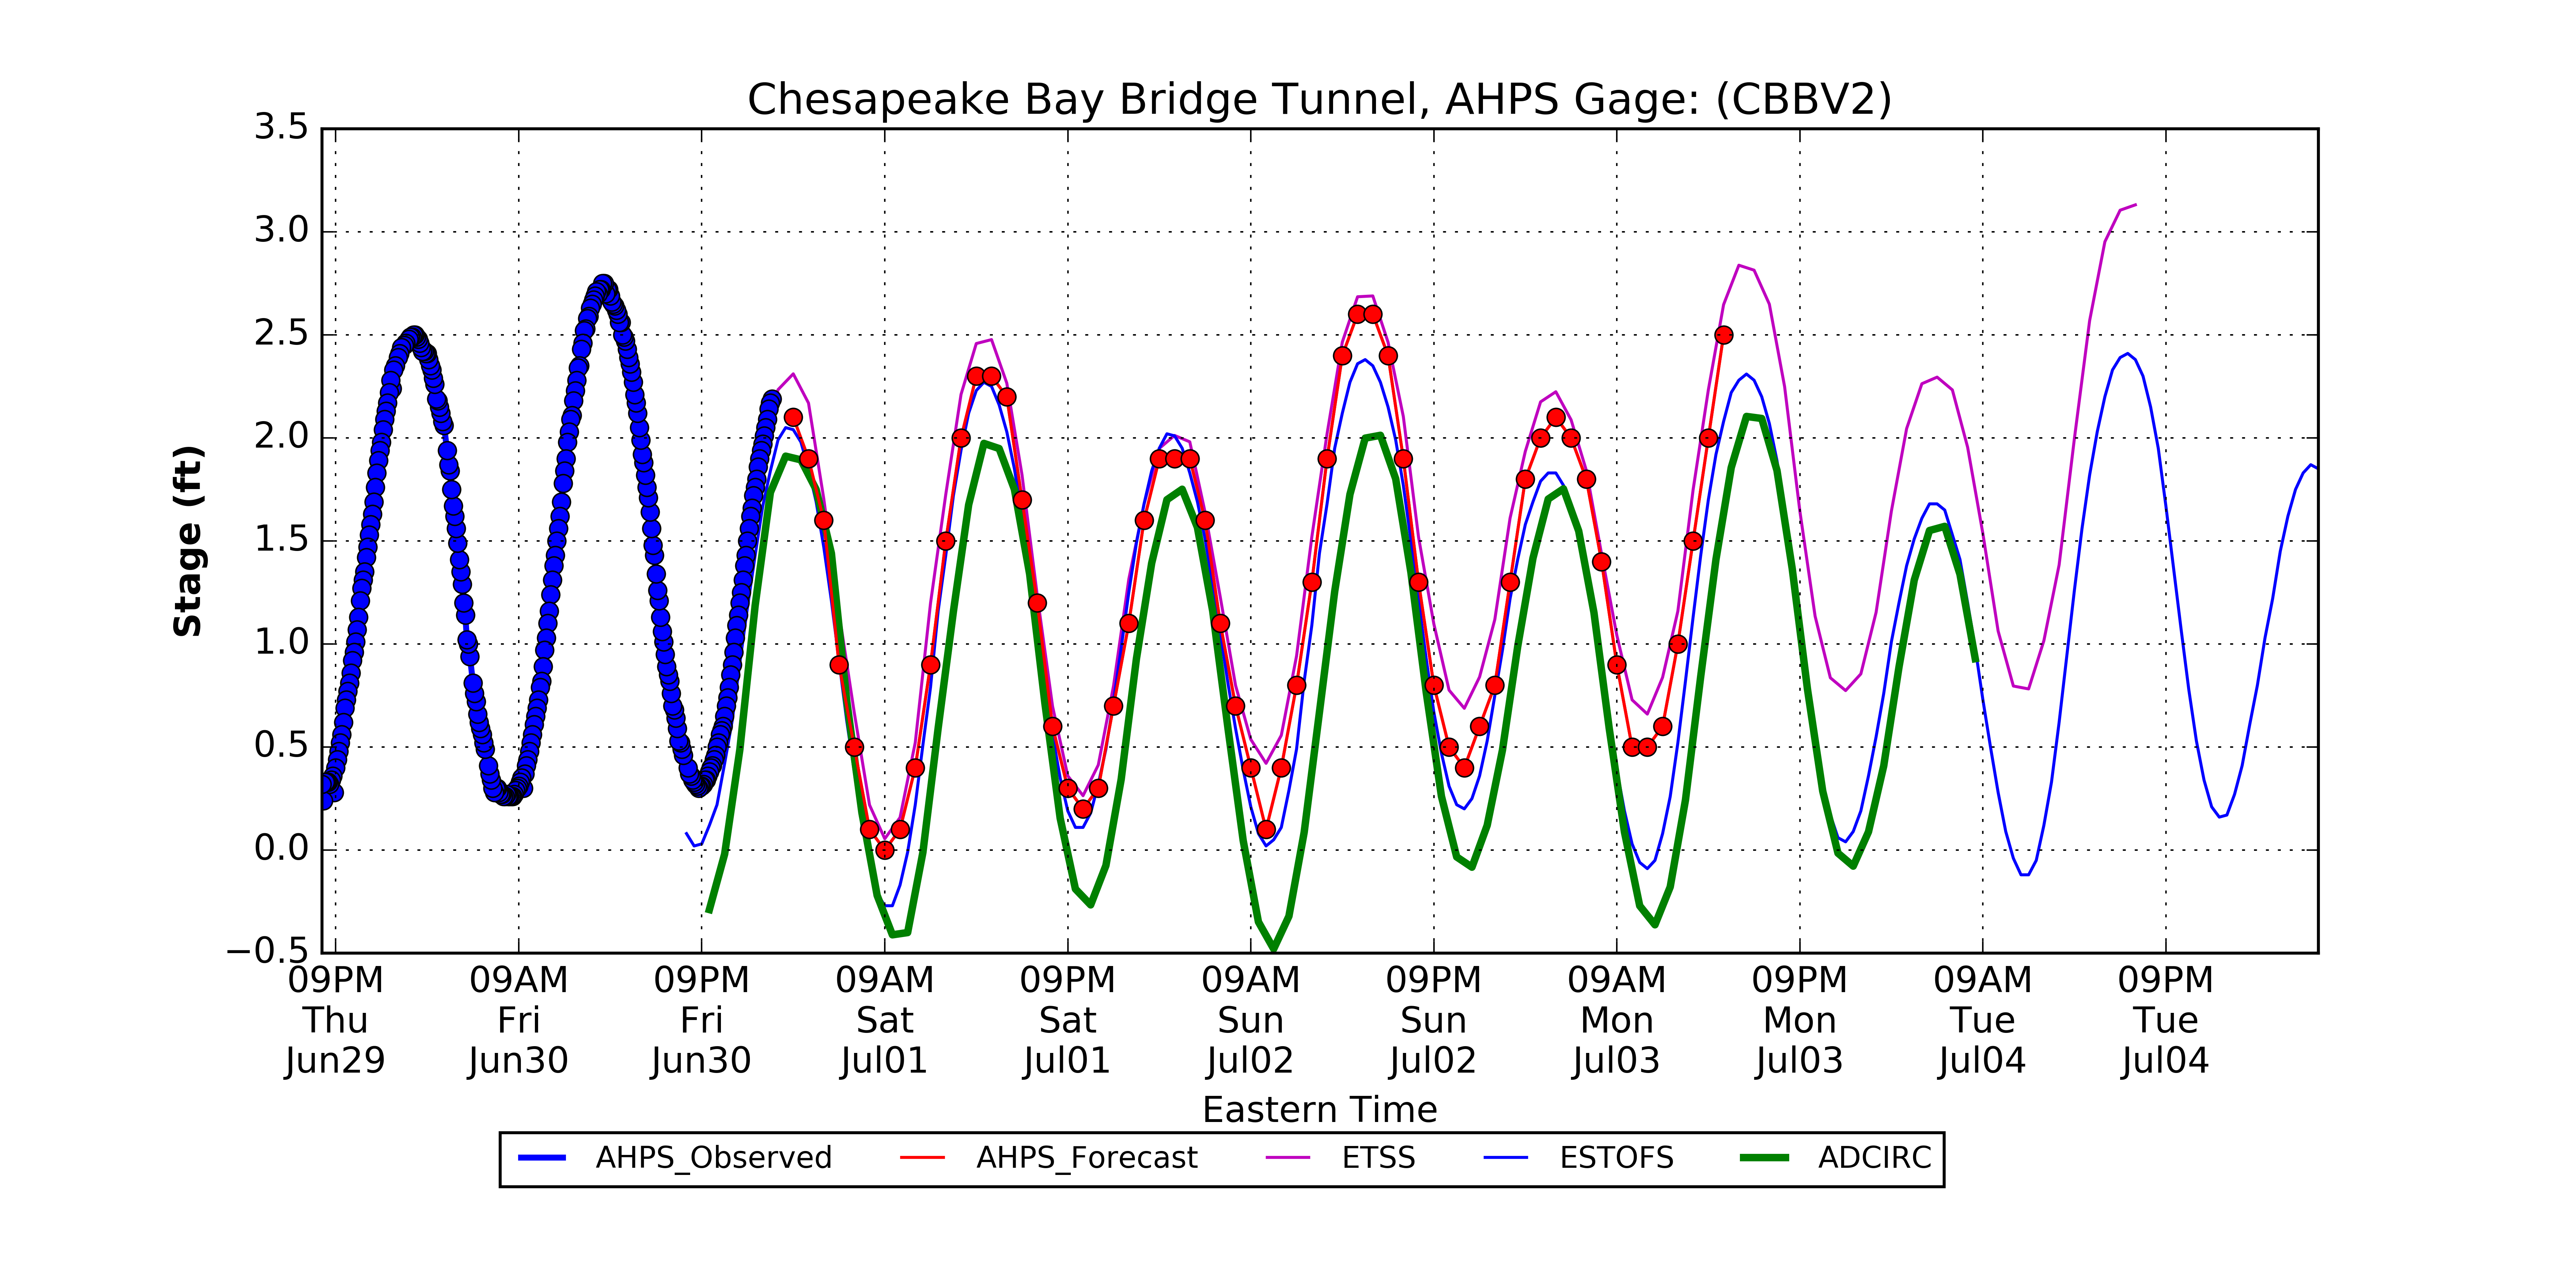 Chesapeake Bay Bridge Tunnel, AHPS Gage: (CBBV2)
3.5
3.0
2.5
2.0
1.5
1.0
0.5
0.0
−0.5
Stage (ft)
09PM 09AM 09PM 09AM 09PM 09AM 09PM 09AM 09PM 09AM 09PM
Thu Fri Fri Sat Sat Sun Sun Mon Mon Tue Tue
Jun29 Jun30 Jun30 Jul01 Jul01 Jul02 Jul02 Jul03 Jul03 Jul04 Jul04
Eastern Time
AHPS_Observed AHPS_Forecast ETSS ESTOFS ADCIRC